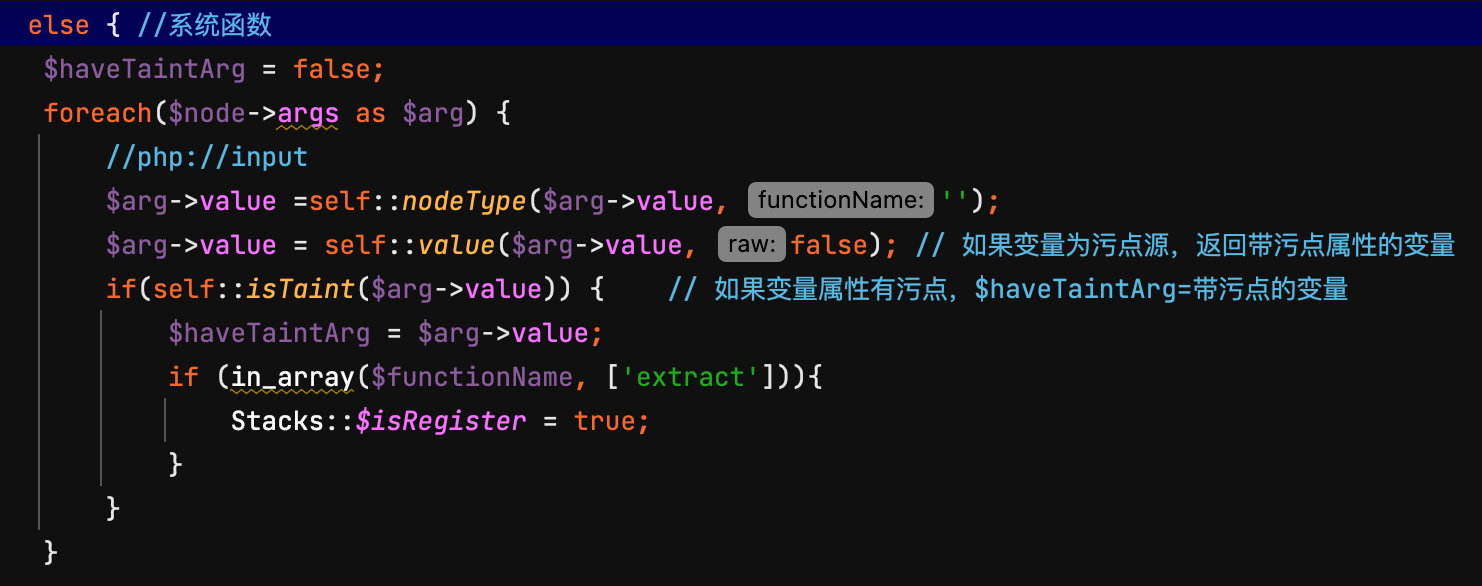 else { //系统函数
$haveTaintArg = false;
foreach($node->args as $arg) {
//php://input
$arg->value =self::nodeType($arg->value, functionName: '');
$arg->value = self::value($arg->value, raw: false); // 如果变量为污点源，返回带污点属性的变量
if(self::isTaint($arg->value)) { // 如果变量属性有污点，$haveTaintArg=带污点的变量
$haveTaintArg = $arg->value;
if (in_array($functionName, ['extract'])){
Stacks::$isRegister = true;
}
}
}